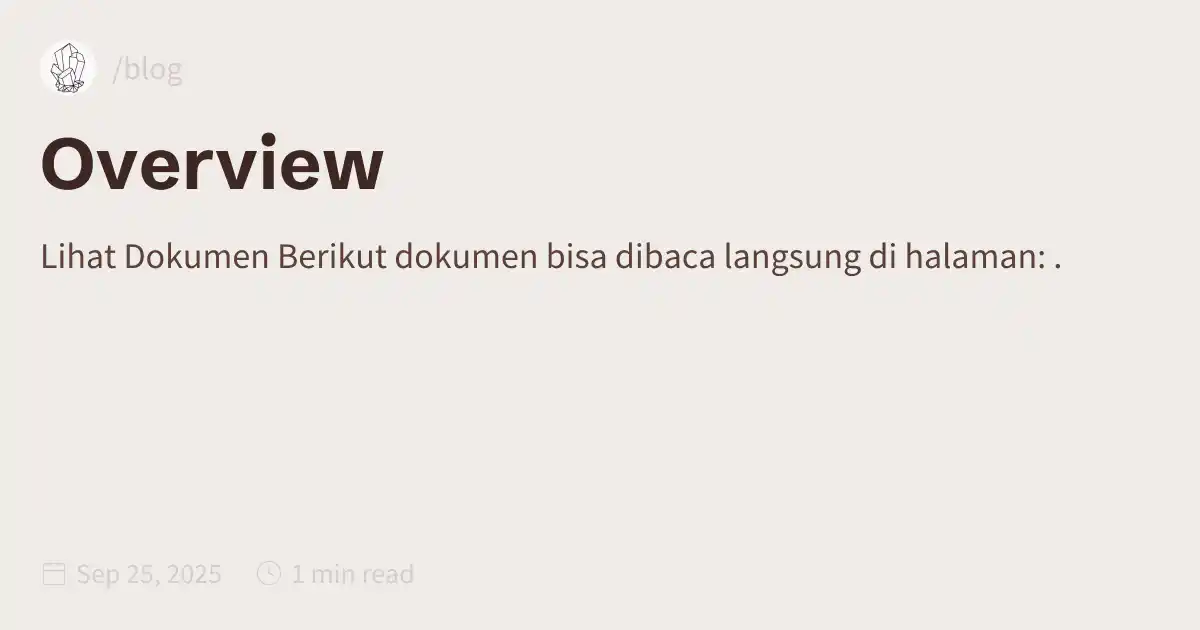 /blog
Overview
Lihat Dokumen Berikut dokumen bisa dibaca langsung di halaman: .
Sep 25, 2025 1 min read